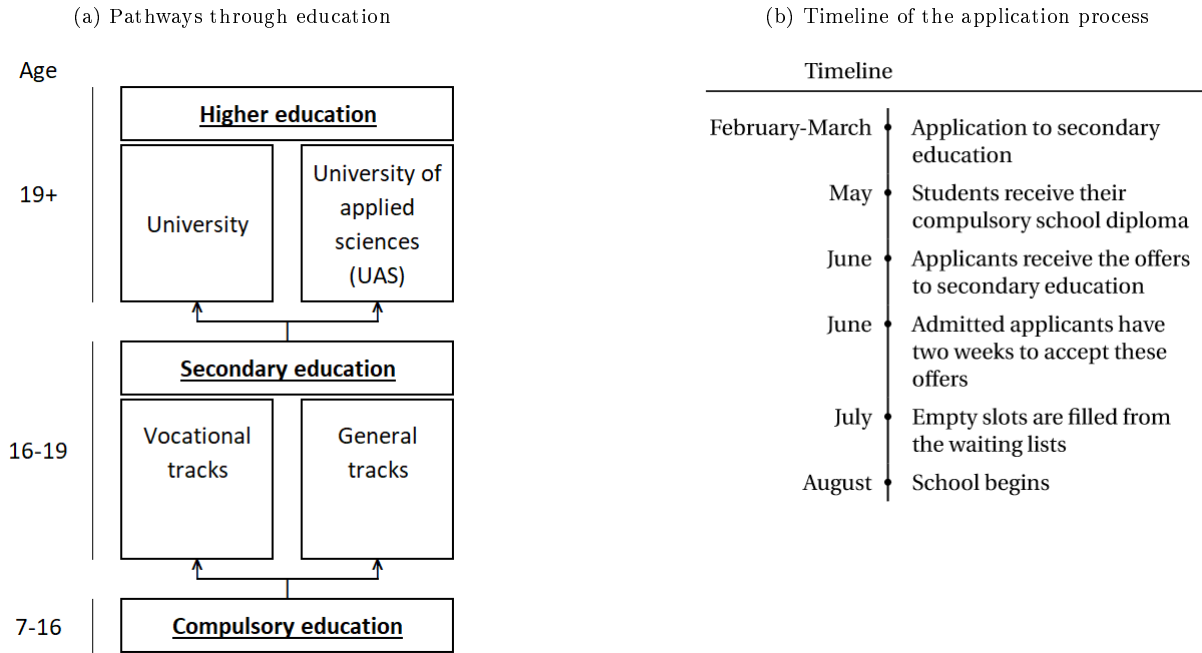 (a) Pathways through education
Age
Higher education
19+
University
University of
applied
sciences
(UAS)
Secondary education
16-19
Vocational
tracks
General
tracks
7-16
Compulsory education
(b) Timeline of the application process
Timeline
February-March
Application to secondary
education
May
Students receive their
compulsory school diploma
June
Applicants receive the offers
to secondary education
June
Admitted applicants have
two weeks to accept these
offers
July
Empty slots are filled from
the waiting lists
August
School begins